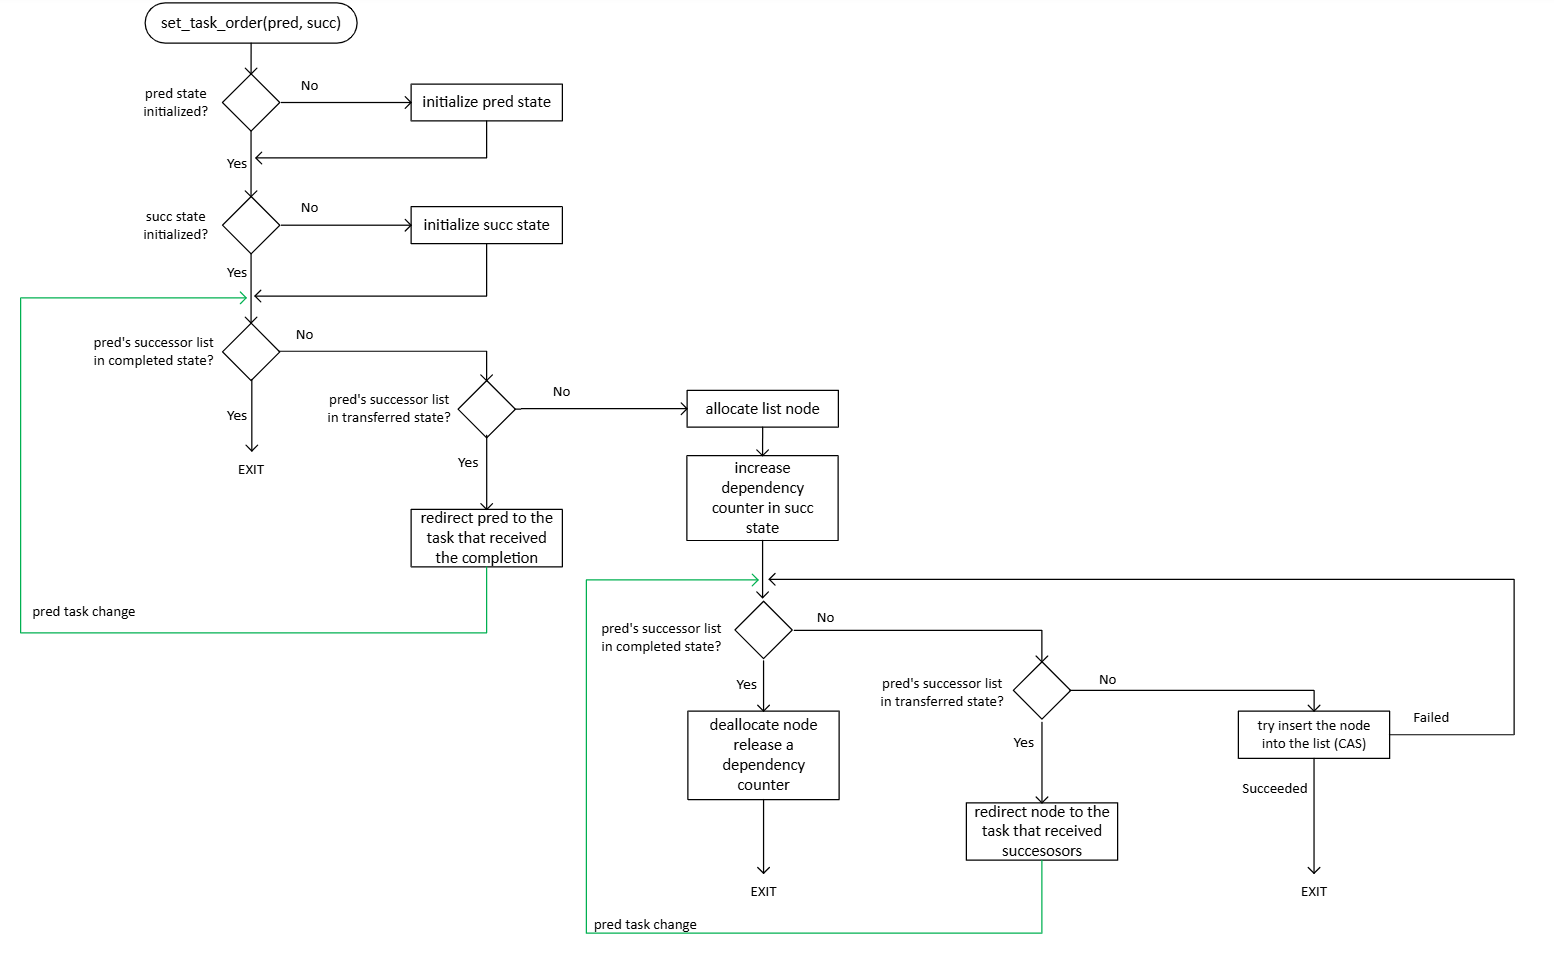 set_task_order(pred, succ)
pred state
initialized?
No
initialize pred state
Yes
succ state
initialized?
No
initialize succ state
Yes
pred's successor list
in completed state?
No
Yes
EXIT
pred's successor list
in transferred state?
No
Yes
redirect pred to the
task that received
the completion
pred task change
allocate list node
increase
dependency
counter in succ
state
pred's successor list
in completed state?
No
Yes
deallocate node
release a
dependency
counter
EXIT
pred's successor list
in transferred state?
No
Yes
redirect node to the
task that received
succesosors
pred task change
try insert the node
into the list (CAS)
Failed
Succeeded
EXIT